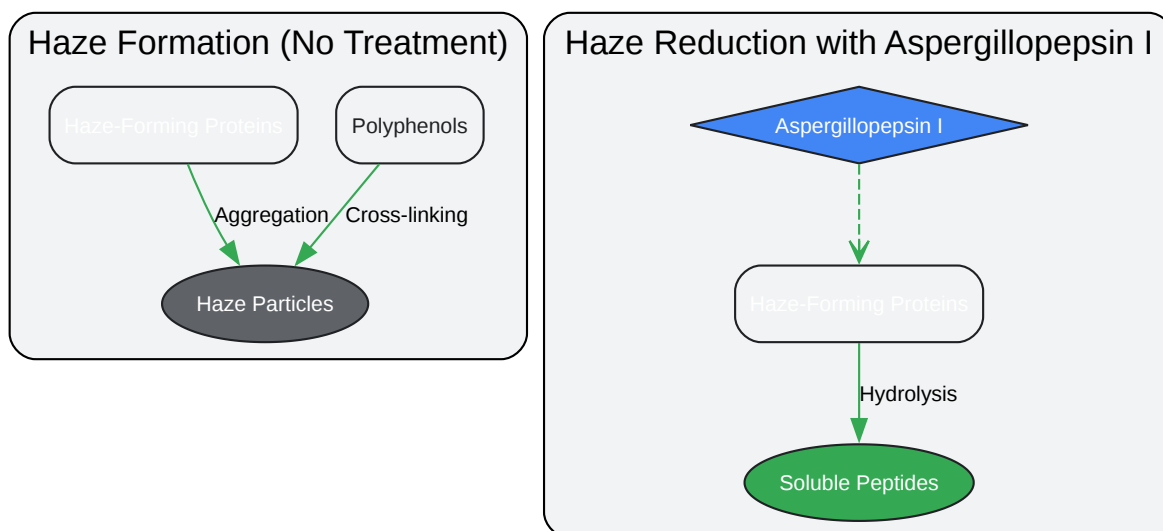 Haze Formation (No Treatment)
Haze-Forming Proteins
Polyphenols
Aggregation
Cross-linking
Haze Particles
Haze Reduction with Aspergillopepsin I
Aspergillopepsin I
Haze-Forming Proteins
Hydrolysis
Soluble Peptides